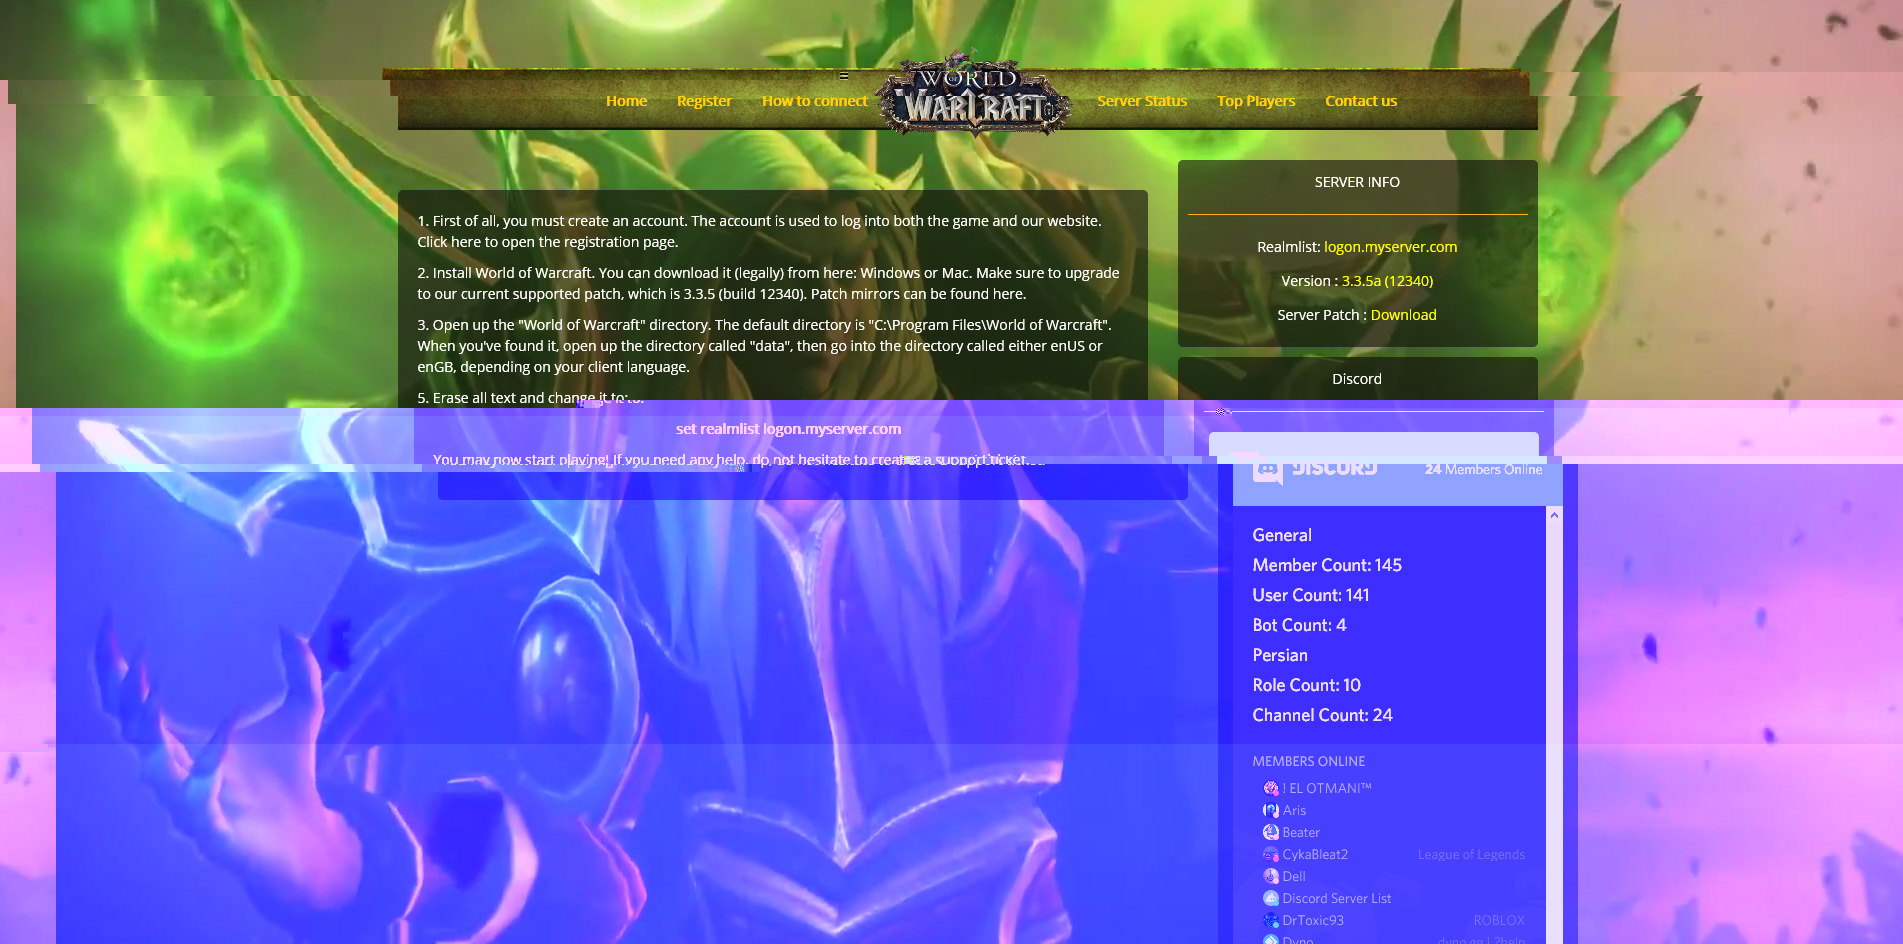 Home
Register
How to connect
WORLD OF WARCRAFT
Server Status
Top Players
Contact us
1. First of all, you must create an account. The account is used to log into both the game and our website.
Click here to open the registration page.
2. Install World of Warcraft. You can download it (legally) from here: Windows or Mac. Make sure to upgrade
to our current supported patch, which is 3.3.5 (build 12340). Patch mirrors can be found here.
3. Open up the "World of Warcraft" directory. The default directory is "C:\Program Files\World of Warcraft".
When you've found it, open up the directory called "data", then go into the directory called either enUS or
enGB, depending on your client language.
5. Erase all text and change it to:
set realmlist logon.myserver.com
You may now start playing! If you need any help, do not hesitate to create a support ticket.
SERVER INFO
Realmlist: logon.myserver.com
Version : 3.3.5a (12340)
Server Patch : Download
Discord
DISCORD
24 Members Online
General
Member Count: 145
User Count: 141
Bot Count: 4
Persian
Role Count: 10
Channel Count: 24
MEMBERS ONLINE
! EL OTMANI™
Aris
Beater
CykaBleat2 League of Legends
Dell
Discord Server List
DrToxic93 ROBLOX
Dyno dyno.gg | ?help